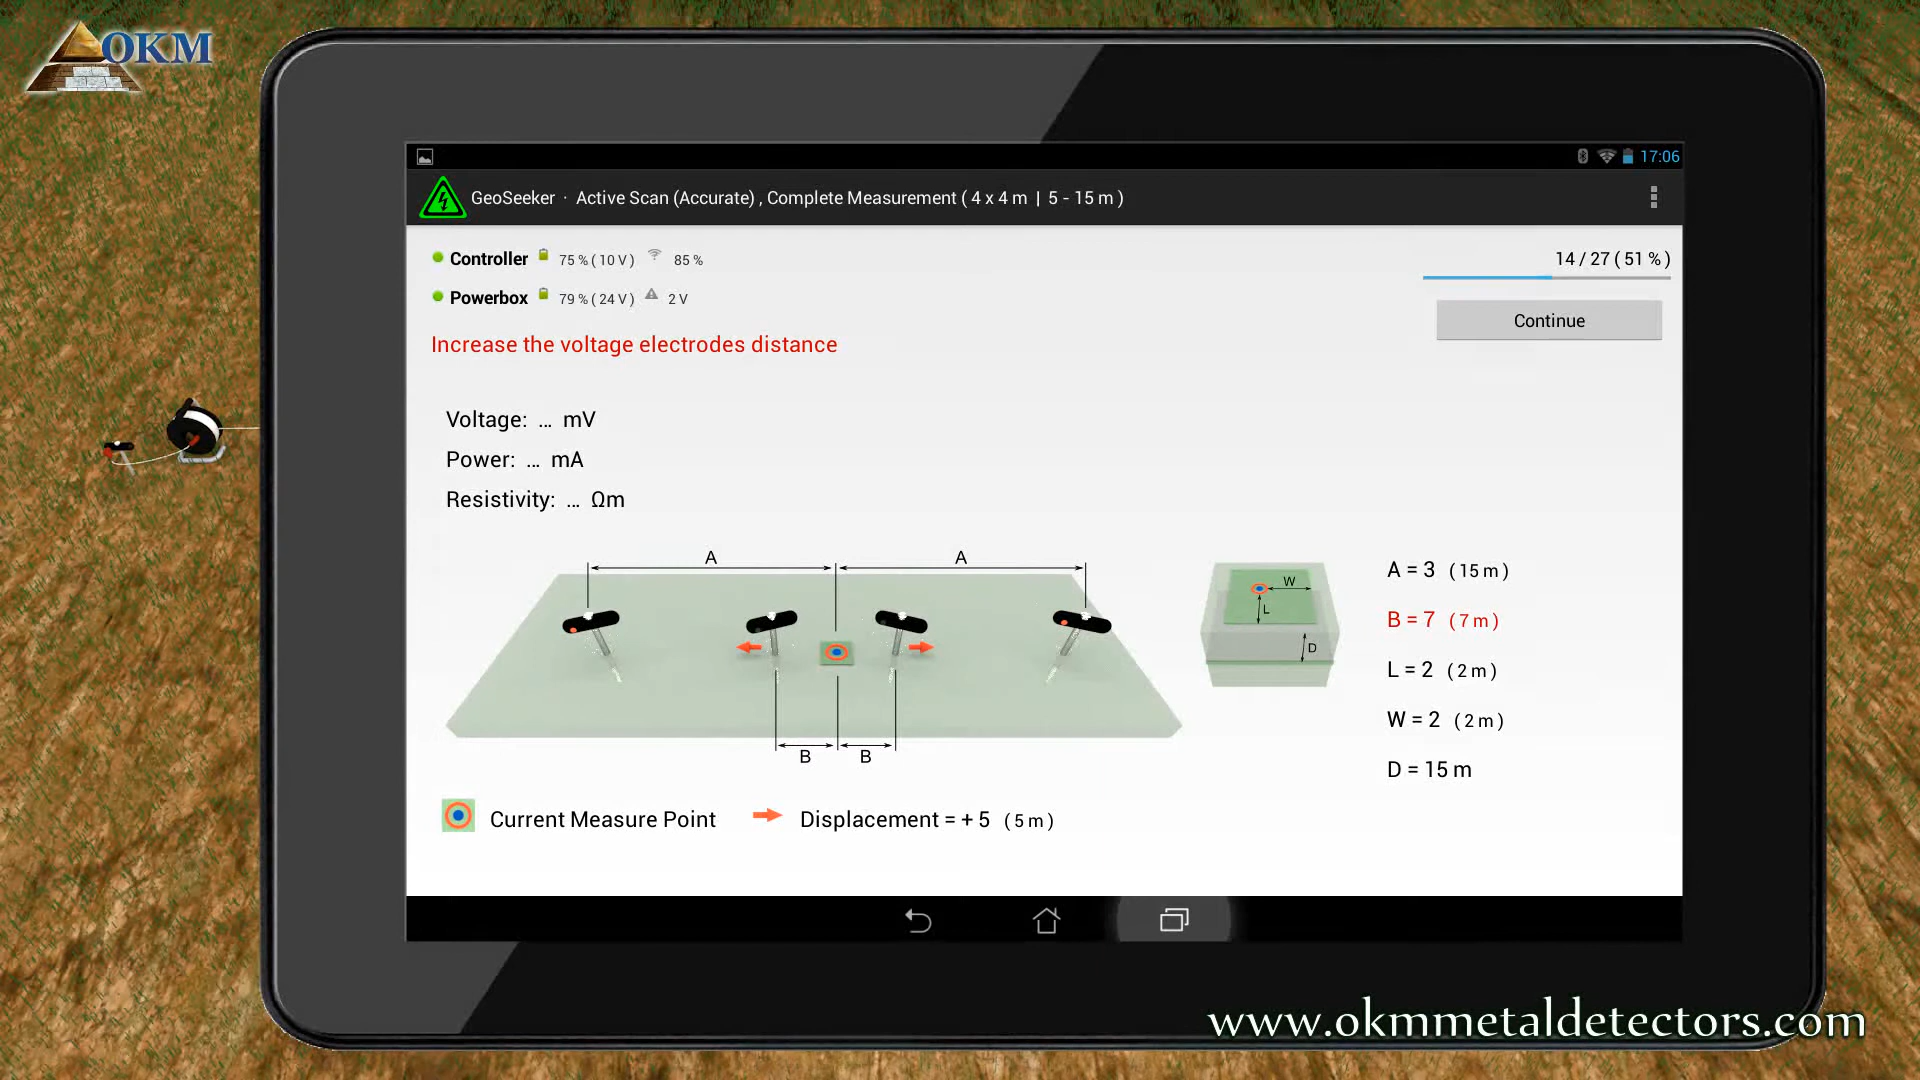 OKM
17:06
GeoSeeker · Active Scan (Accurate) , Complete Measurement ( 4 x 4 m | 5 - 15 m )
Controller 75 % ( 10 V ) 85 %
14 / 27 ( 51 % )
Powerbox 79 % ( 24 V ) 2 V
Continue
Increase the voltage electrodes distance
Voltage: ... mV
Power: ... mA
Resistivity: ... Ωm
A A
B B
W
L
D
A = 3 ( 15 m )
B = 7 ( 7 m )
L = 2 ( 2 m )
W = 2 ( 2 m )
D = 15 m
Current Measure Point
Displacement = + 5 ( 5 m )
www.okmmetaldetectors.com